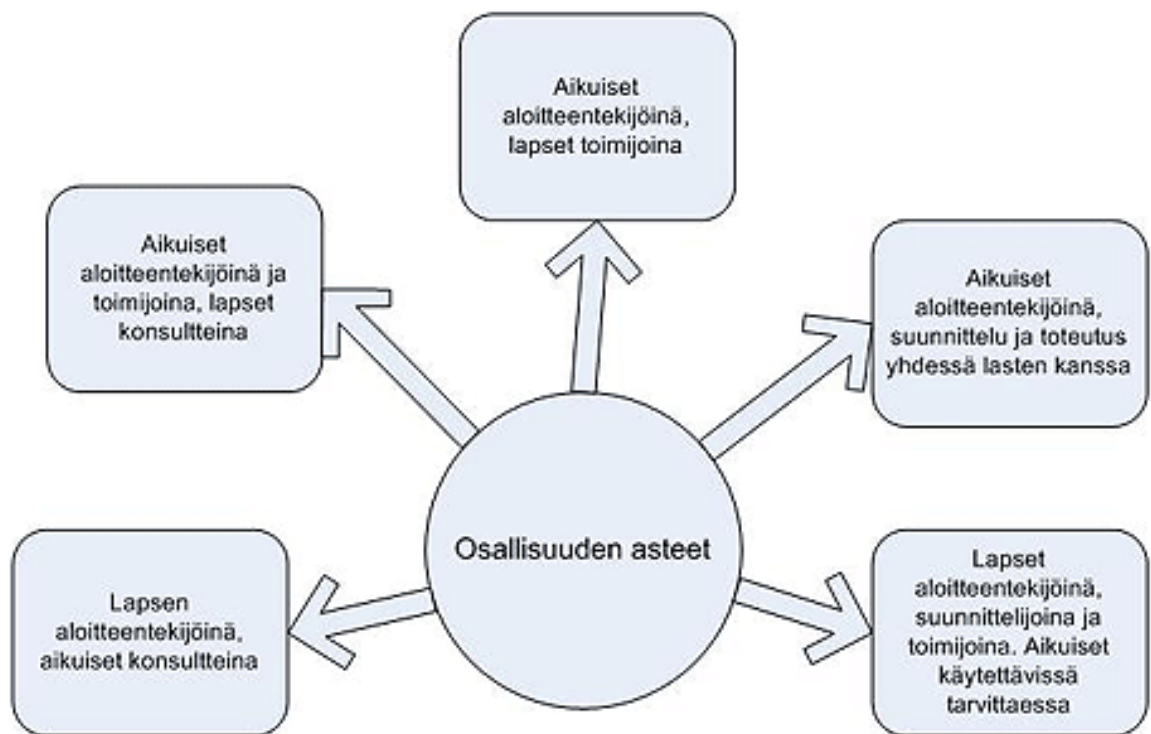 Aikuiset
aloitteentekijöinä,
lapset toimijoina
Aikuiset
aloitteentekijöinä ja
toimijoina, lapset
konsultteina
Aikuiset
aloitteentekijöinä,
suunnittelu ja toteutus
yhdessä lasten kanssa
Osallisuuden asteet
Lapsen
aloitteentekijöinä,
aikuiset konsultteina
Lapset
aloitteentekijöinä,
suunnittelijoina ja
toimijoina. Aikuiset
käytettävissä
tarvittaessa